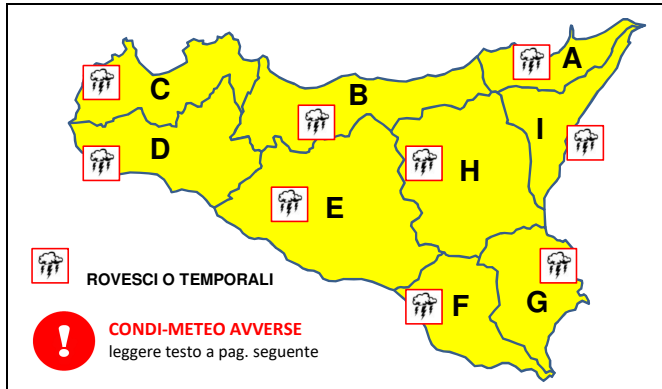 A
C
B
I
D
H
E
F
G
ROVESCI O TEMPORALI
! CONDI-METEO AVVERSE
leggere testo a pag. seguente